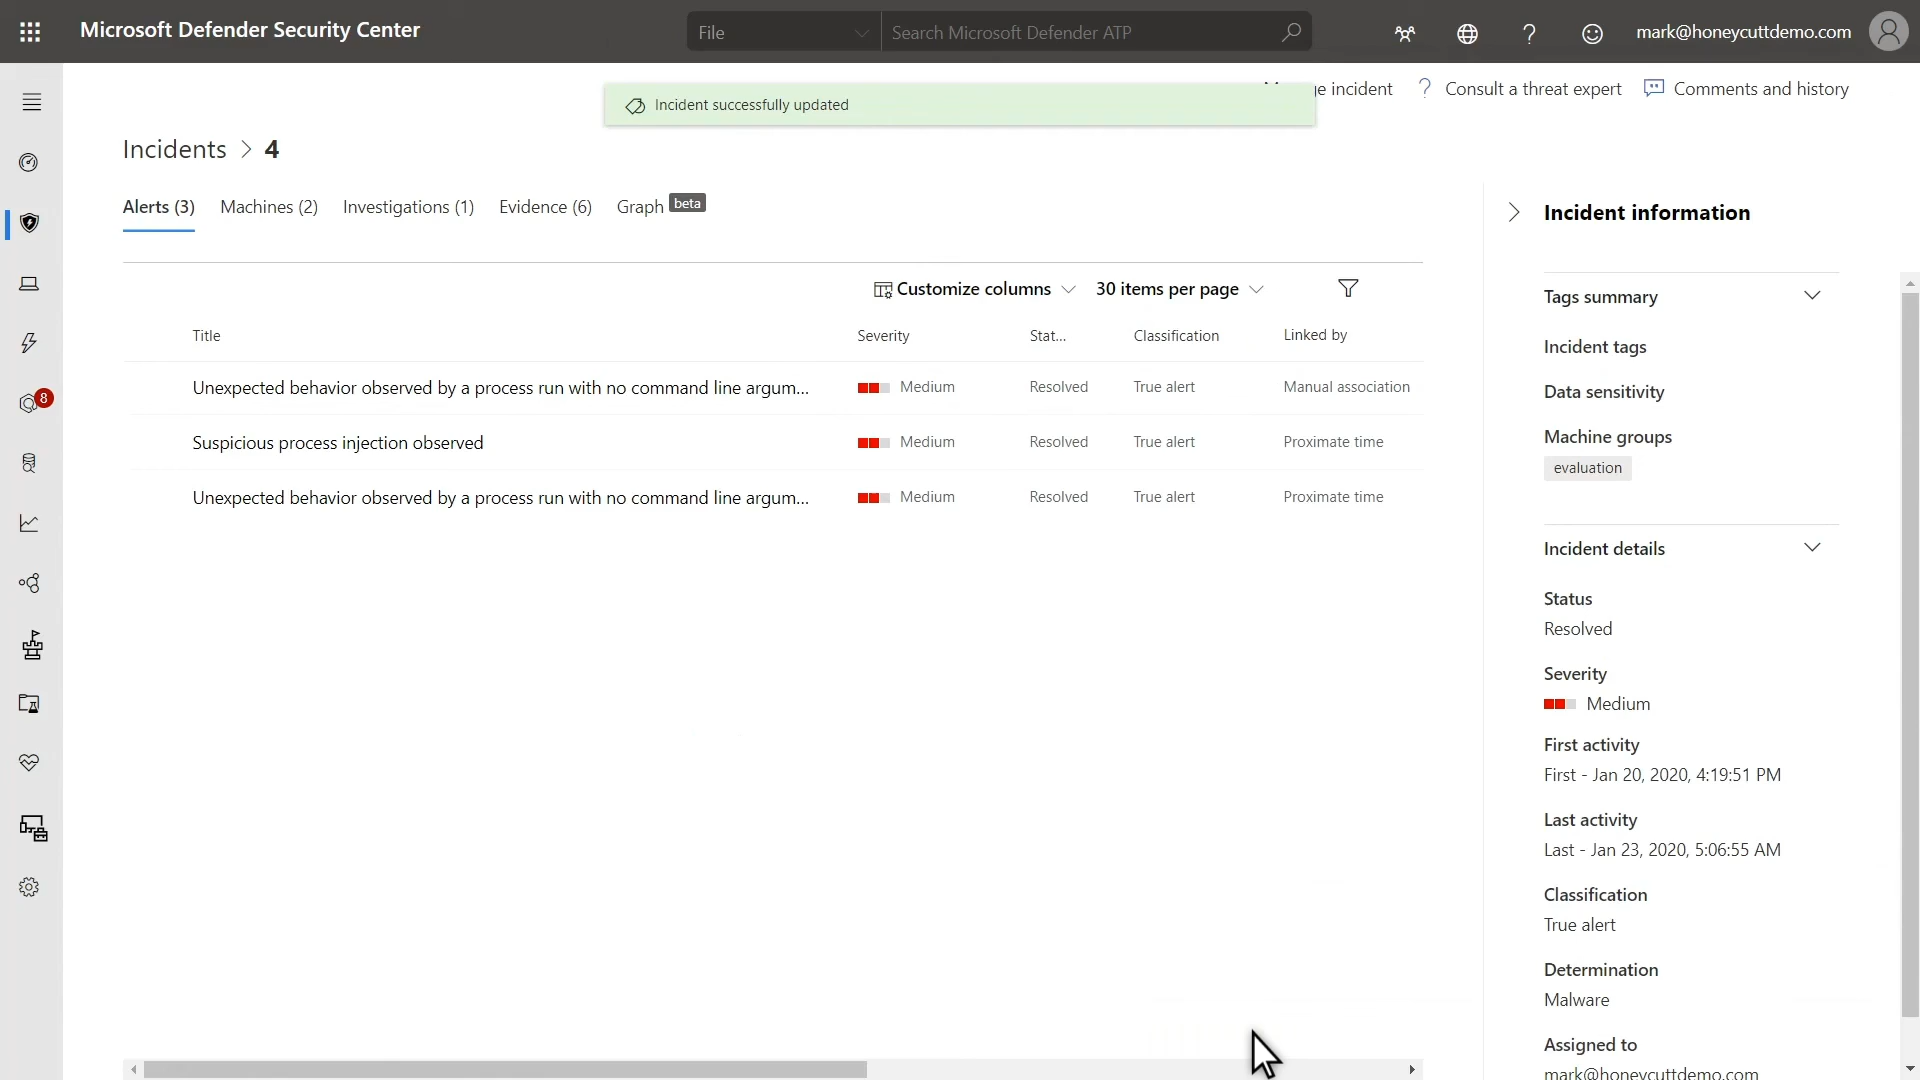 Microsoft Defender Security Center
File
Search Microsoft Defender ATP
mark@honeycuttdemo.com
Incident successfully updated
incident
Consult a threat expert
Comments and history
Incidents > 4
Alerts (3)
Machines (2)
Investigations (1)
Evidence (6)
Graph beta
Incident information
Customize columns
30 items per page
Title Severity Stat... Classification Linked by
Unexpected behavior observed by a process run with no command line argum... Medium Resolved True alert Manual association
Suspicious process injection observed Medium Resolved True alert Proximate time
Unexpected behavior observed by a process run with no command line argum... Medium Resolved True alert Proximate time
8
Tags summary
Incident tags
Data sensitivity
Machine groups
evaluation
Incident details
Status
Resolved
Severity
Medium
First activity
First - Jan 20, 2020, 4:19:51 PM
Last activity
Last - Jan 23, 2020, 5:06:55 AM
Classification
True alert
Determination
Malware
Assigned to
mark@honeycuttdemo.com